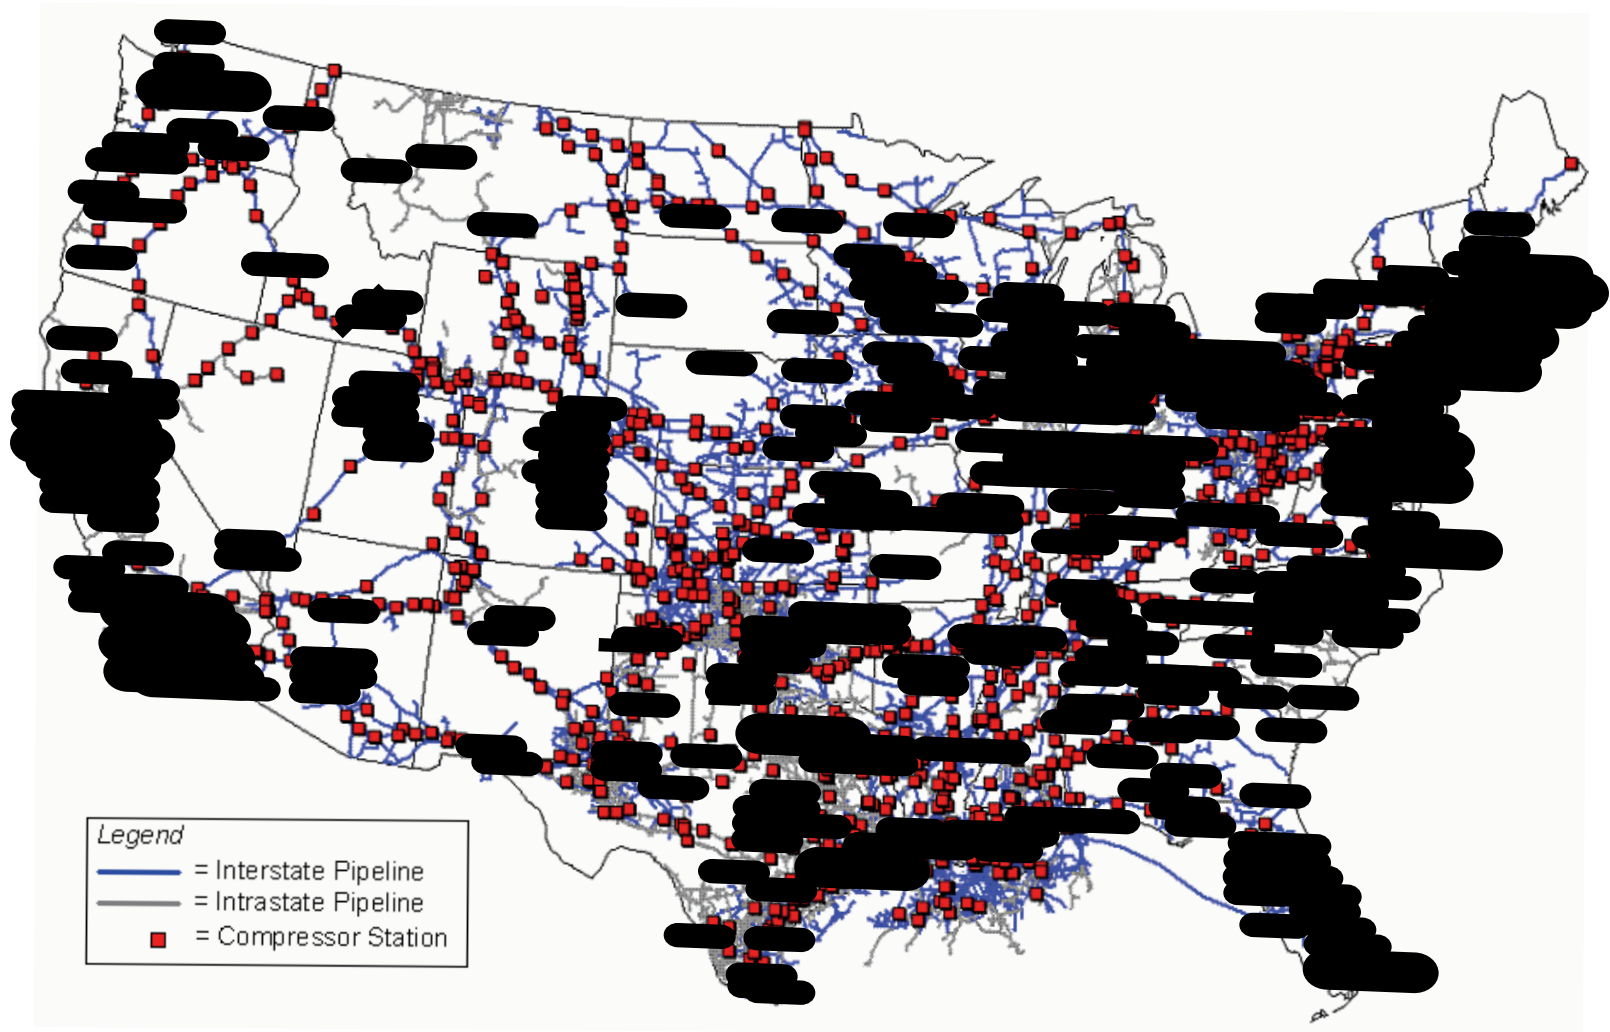 Legend
= Interstate Pipeline
= Intrastate Pipeline
= Compressor Station